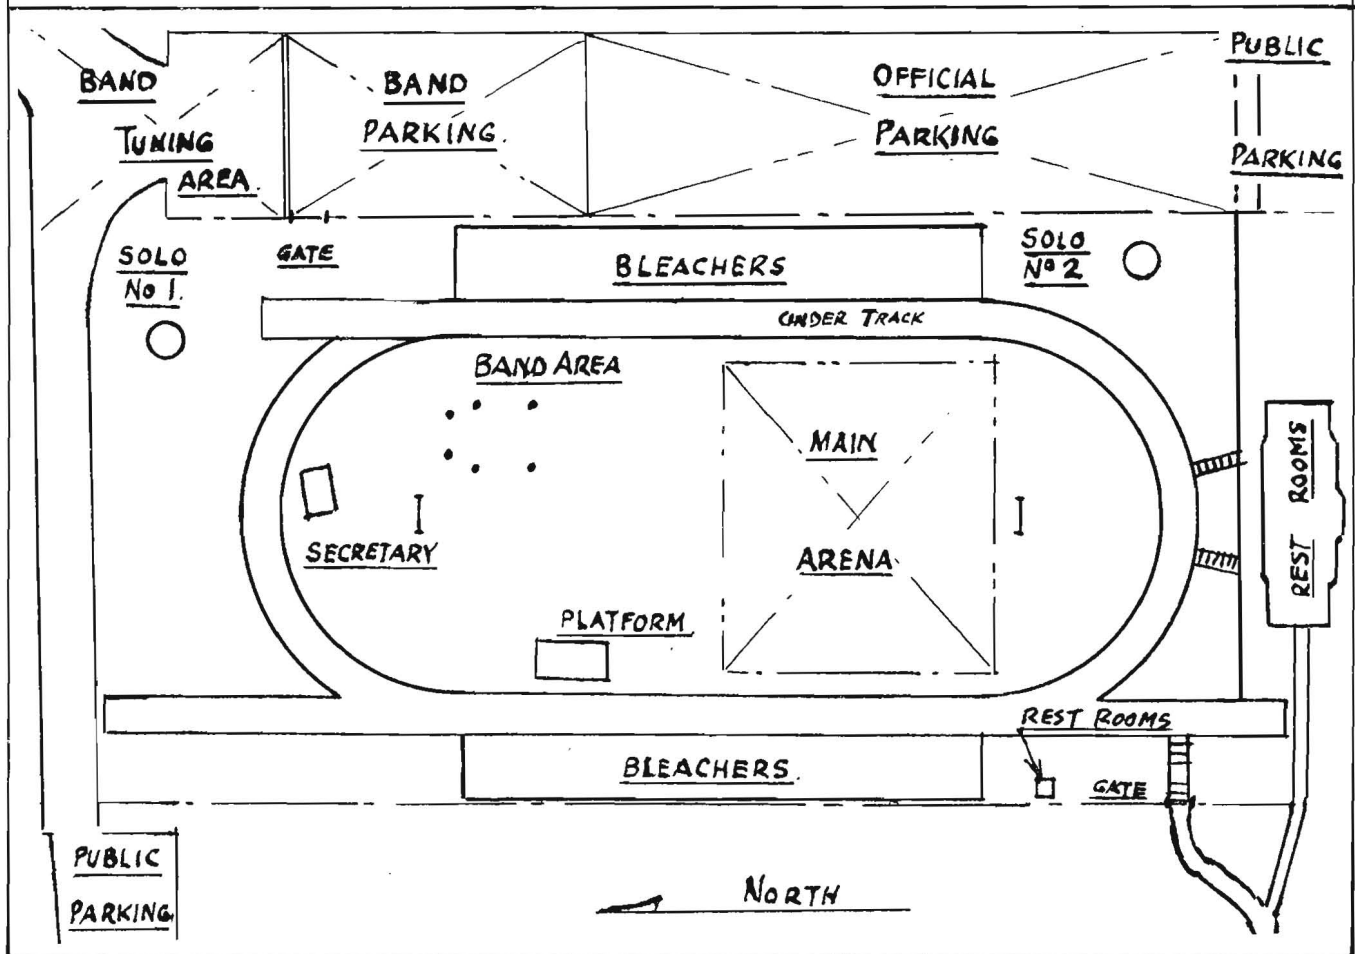 BAND
TUNING
AREA
BAND
PARKING.
OFFICIAL
PARKING
PUBLIC
PARKING
SOLO
No 1.
GATE
BLEACHERS
SOLO
No 2
CINDER TRACK
BAND AREA
MAIN
ARENA
REST ROOMS
SECRETARY
PLATFORM
REST ROOMS
BLEACHERS.
GATE
PUBLIC
PARKING
NORTH